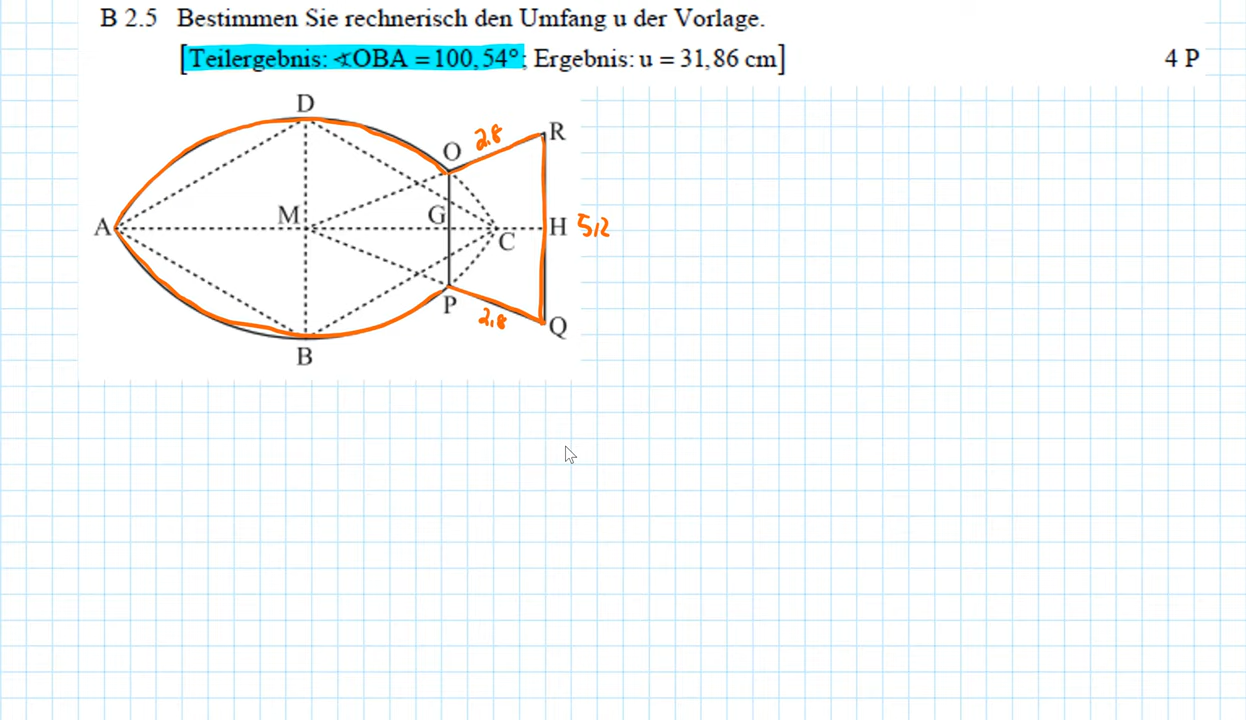 B 2.5 Bestimmen Sie rechnerisch den Umfang u der Vorlage.
[Teilergebnis: ∢OBA = 100,54°; Ergebnis: u = 31,86 cm] 4 P
D
R
2.8
O
M
G
A
H 5,12
C
P
2,8
Q
B